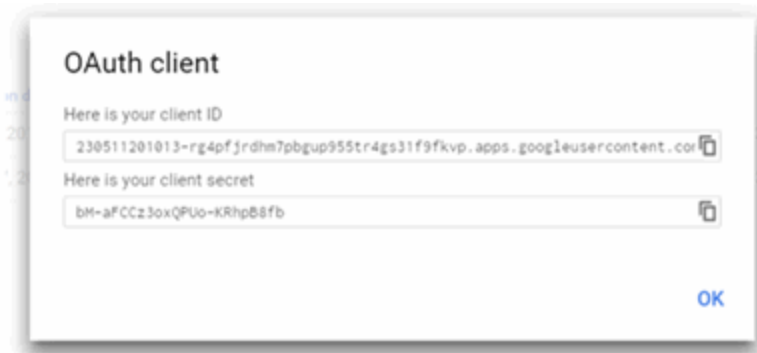 OAuth client
Here is your client ID
230511201013-rg4pfjrdhm7pbgup955tr4gs31f9fkvp.apps.googleusercontent.com
Here is your client secret
bM-aFCCz3oxQPUo-KRhpB8fb
OK